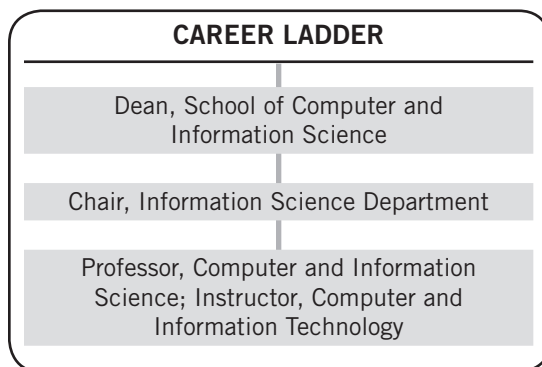 CAREER LADDER
Dean, School of Computer and
Information Science
Chair, Information Science Department
Professor, Computer and Information
Science; Instructor, Computer and
Information Technology